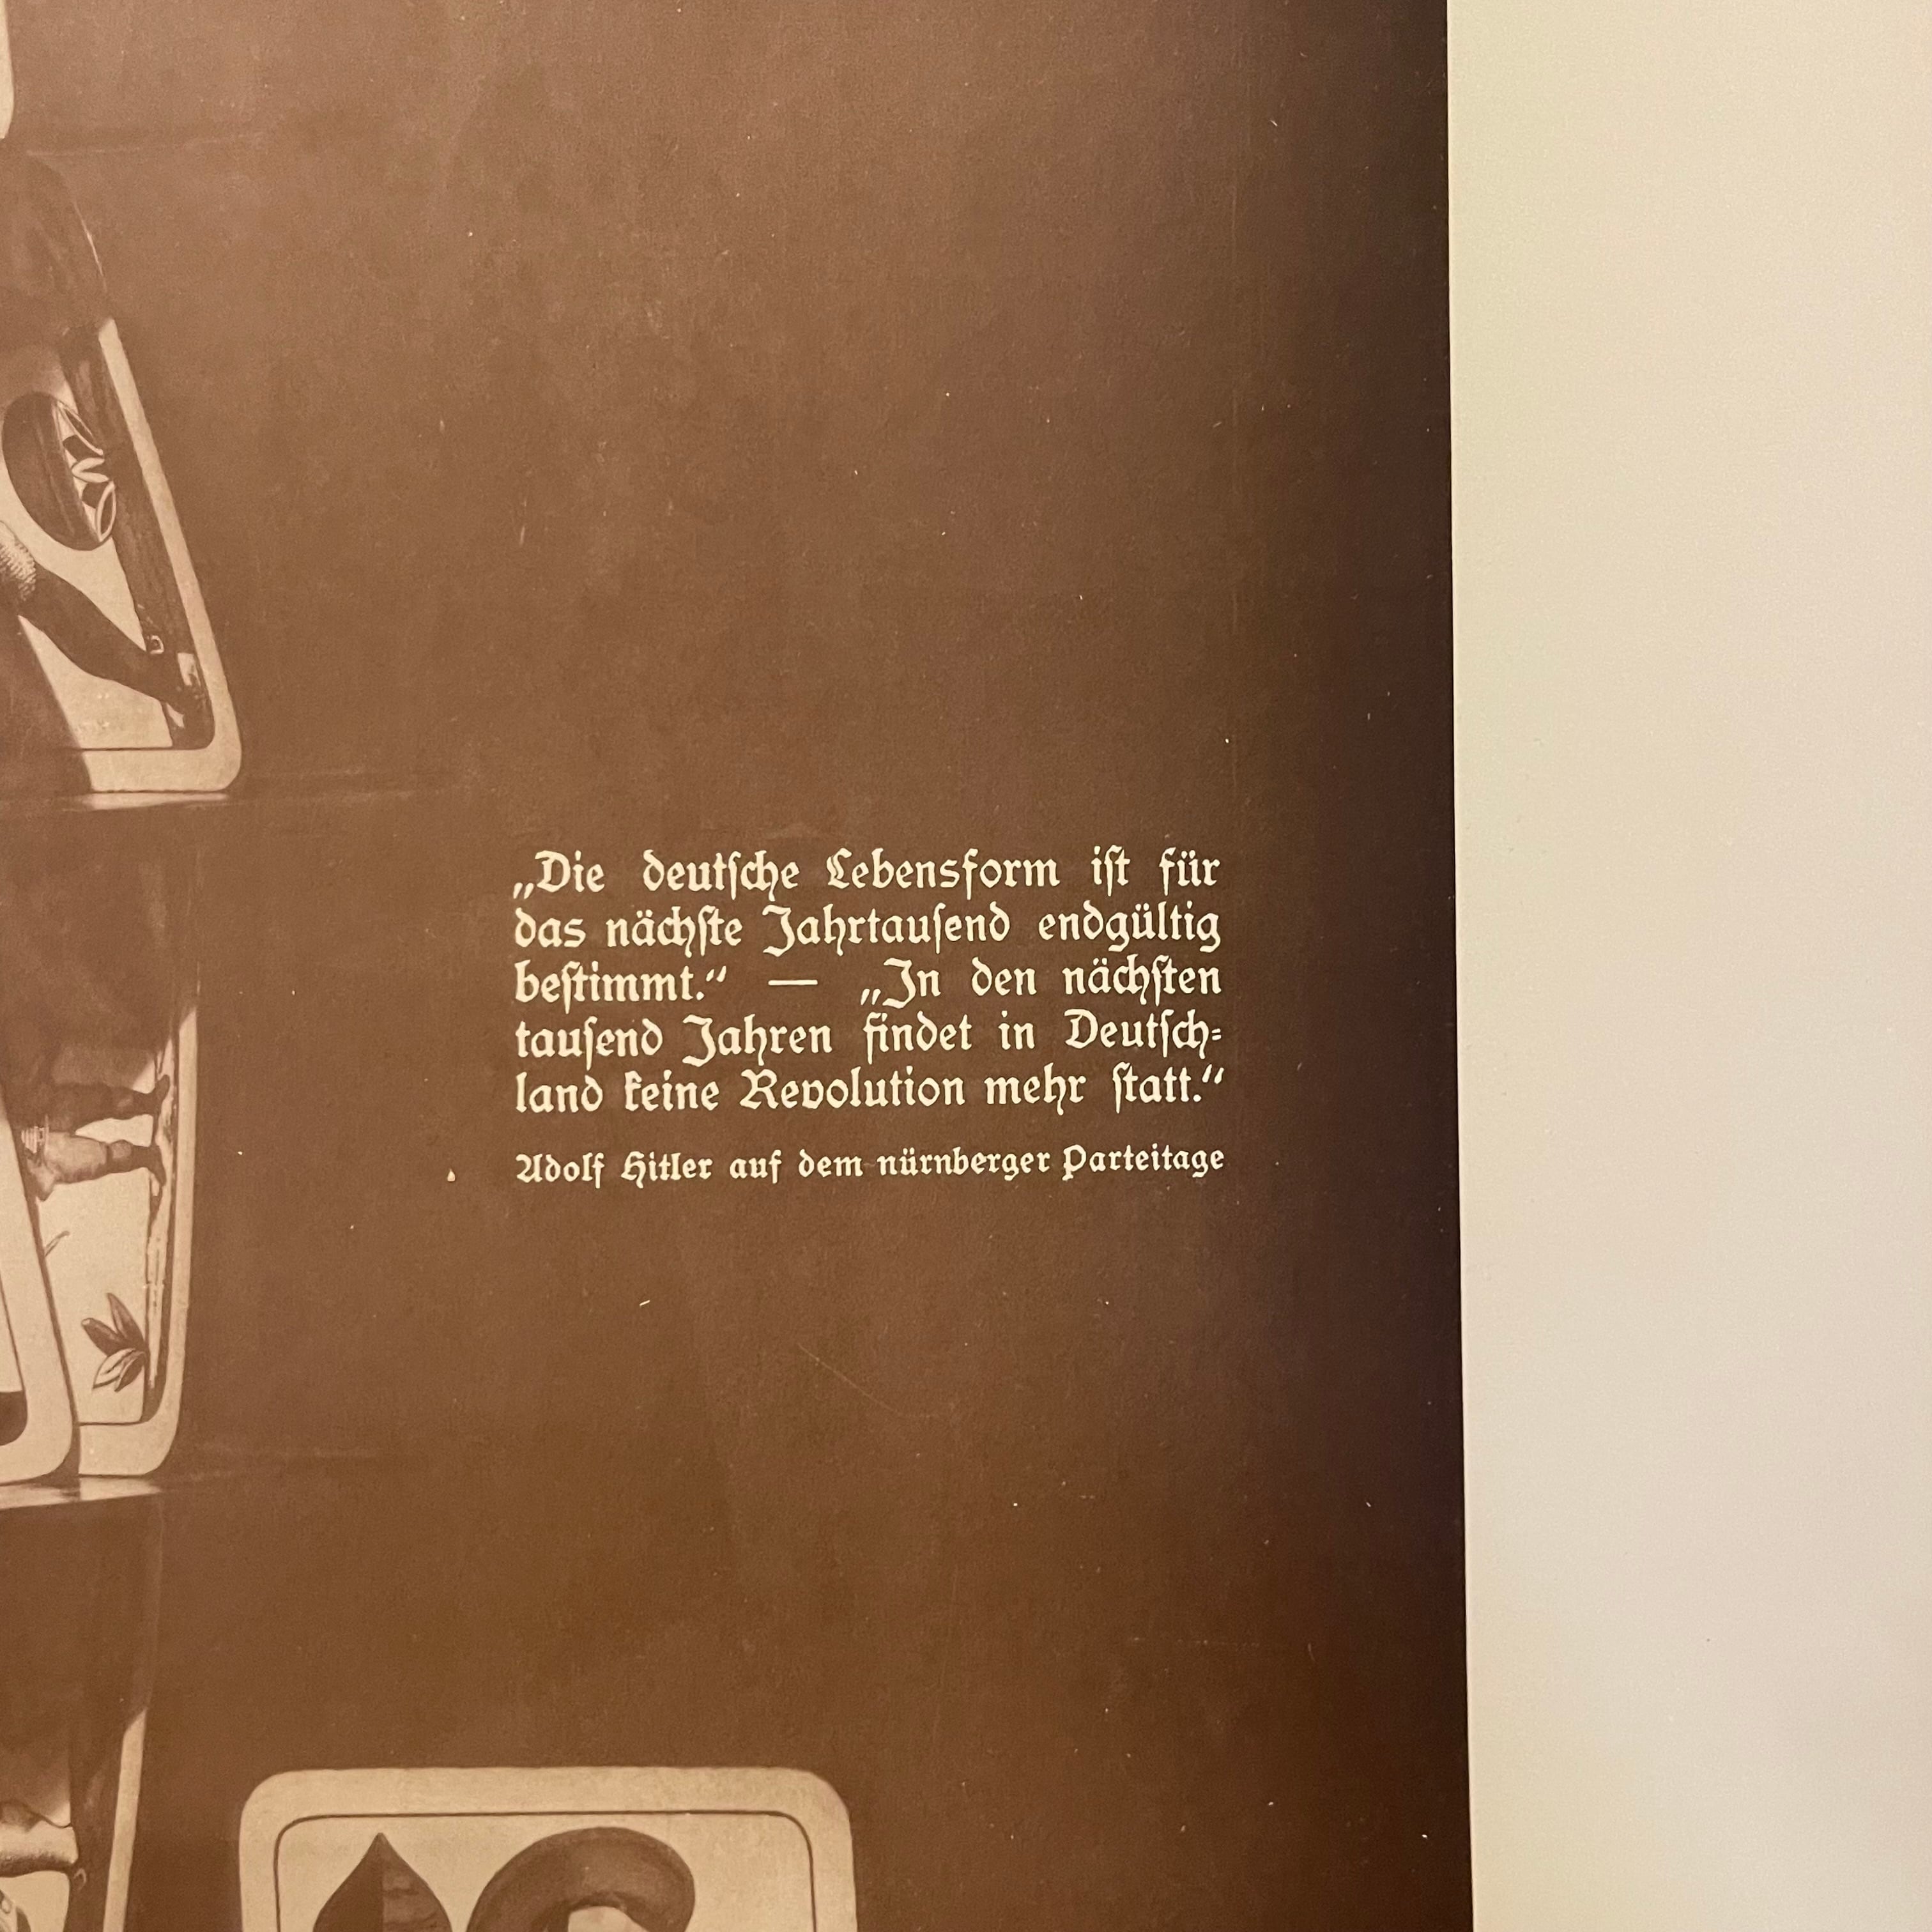 „Die deutſche Lebensform iſt für
das nächſte Jahrtauſend endgültig
beſtimmt.“ — „In den nächſten
tauſend Jahren findet in Deutſch⸗
land keine Revolution mehr ſtatt.“
Adolf Hitler auf dem nürnberger Parteitage